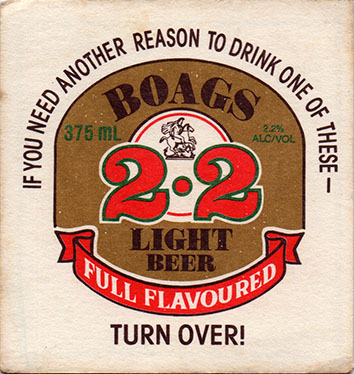 IF YOU NEED ANOTHER REASON TO DRINK ONE OF THESE—
BOAGS
375 mL
2.2%
ALC/VOL
2·2
LIGHT
BEER
FULL FLAVOURED
TURN OVER!